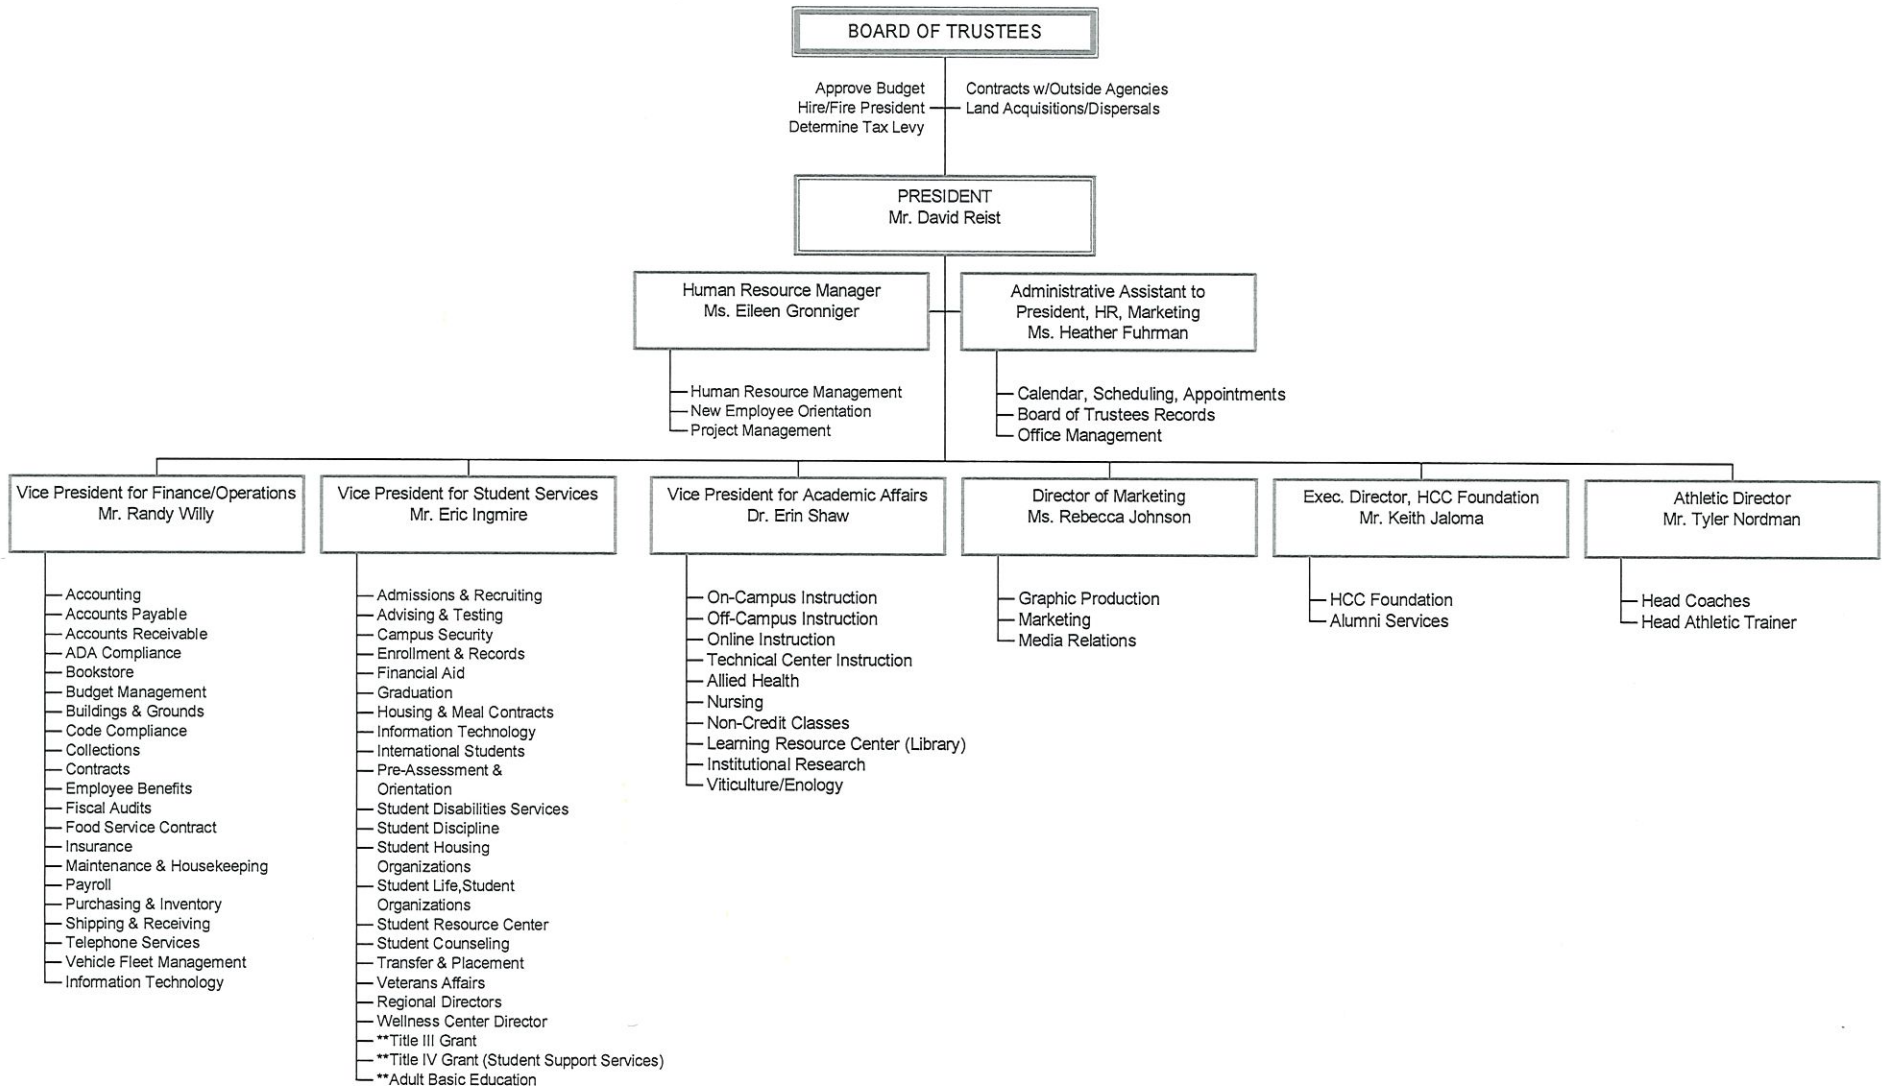 BOARD OF TRUSTEES
Approve Budget
Hire/Fire President
Determine Tax Levy
Contracts w/Outside Agencies
Land Acquisitions/Dispersals
PRESIDENT
Mr. David Reist
Human Resource Manager
Ms. Eileen Gronniger
Human Resource Management
New Employee Orientation
Project Management
Administrative Assistant to
President, HR, Marketing
Ms. Heather Fuhrman
Calendar, Scheduling, Appointments
Board of Trustees Records
Office Management
Vice President for Finance/Operations
Mr. Randy Willy
Accounting
Accounts Payable
Accounts Receivable
ADA Compliance
Bookstore
Budget Management
Buildings & Grounds
Code Compliance
Collections
Contracts
Employee Benefits
Fiscal Audits
Food Service Contract
Insurance
Maintenance & Housekeeping
Payroll
Purchasing & Inventory
Shipping & Receiving
Telephone Services
Vehicle Fleet Management
Information Technology
Vice President for Student Services
Mr. Eric Ingmire
Admissions & Recruiting
Advising & Testing
Campus Security
Enrollment & Records
Financial Aid
Graduation
Housing & Meal Contracts
Information Technology
International Students
Pre-Assessment &
Orientation
Student Disabilities Services
Student Discipline
Student Housing
Organizations
Student Life,Student
Organizations
Student Resource Center
Student Counseling
Transfer & Placement
Veterans Affairs
Regional Directors
Wellness Center Director
**Title III Grant
**Title IV Grant (Student Support Services)
**Adult Basic Education
Vice President for Academic Affairs
Dr. Erin Shaw
On-Campus Instruction
Off-Campus Instruction
Online Instruction
Technical Center Instruction
Allied Health
Nursing
Non-Credit Classes
Learning Resource Center (Library)
Institutional Research
Viticulture/Enology
Director of Marketing
Ms. Rebecca Johnson
Graphic Production
Marketing
Media Relations
Exec. Director, HCC Foundation
Mr. Keith Jaloma
HCC Foundation
Alumni Services
Athletic Director
Mr. Tyler Nordman
Head Coaches
Head Athletic Trainer